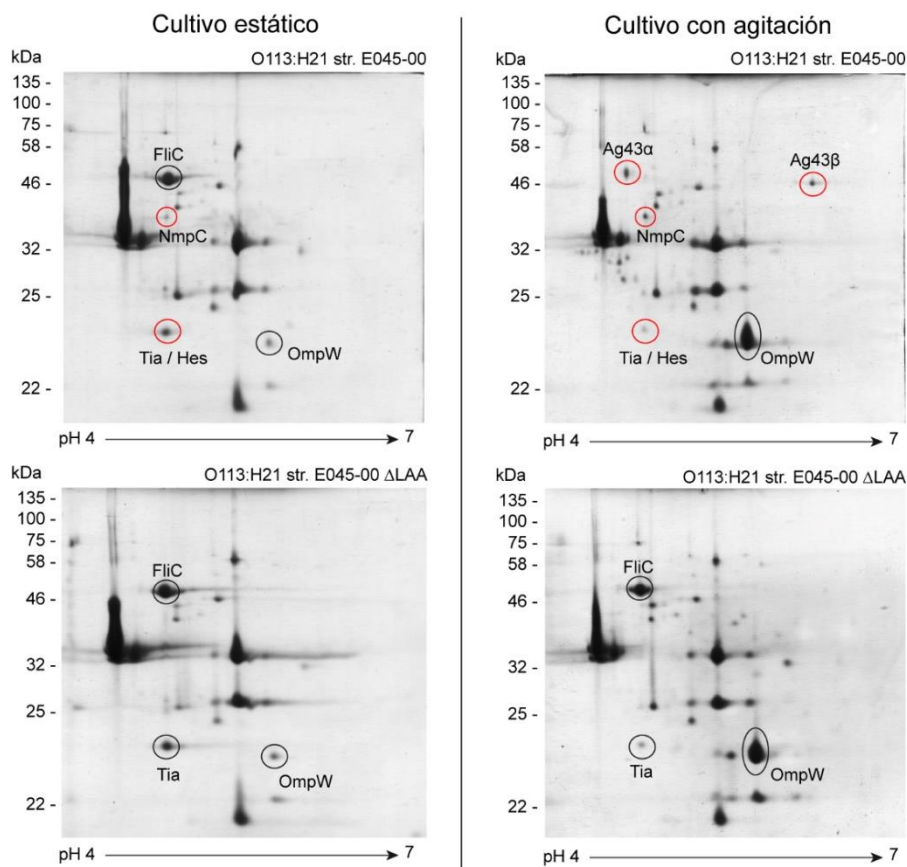 Cultivo estático
kDa
O113:H21 str. E045-00
135 -
100 -
75 -
58 -
46 -
32 -
25 -
22 -
FliC
NmpC
Tia / Hes
OmpW
pH 4
7
Cultivo con agitación
kDa
O113:H21 str. E045-00
135 -
100 -
75 -
58 -
46 -
32 -
25 -
22 -
Ag43α
Ag43β
NmpC
Tia / Hes
OmpW
pH 4
7
kDa
O113:H21 str. E045-00 ΔLAA
135 -
100 -
75 -
58 -
46 -
32 -
25 -
22 -
FliC
Tia
OmpW
pH 4
7
kDa
O113:H21 str. E045-00 ΔLAA
135 -
100 -
75 -
58 -
46 -
32 -
25 -
22 -
FliC
Tia
OmpW
pH 4
7